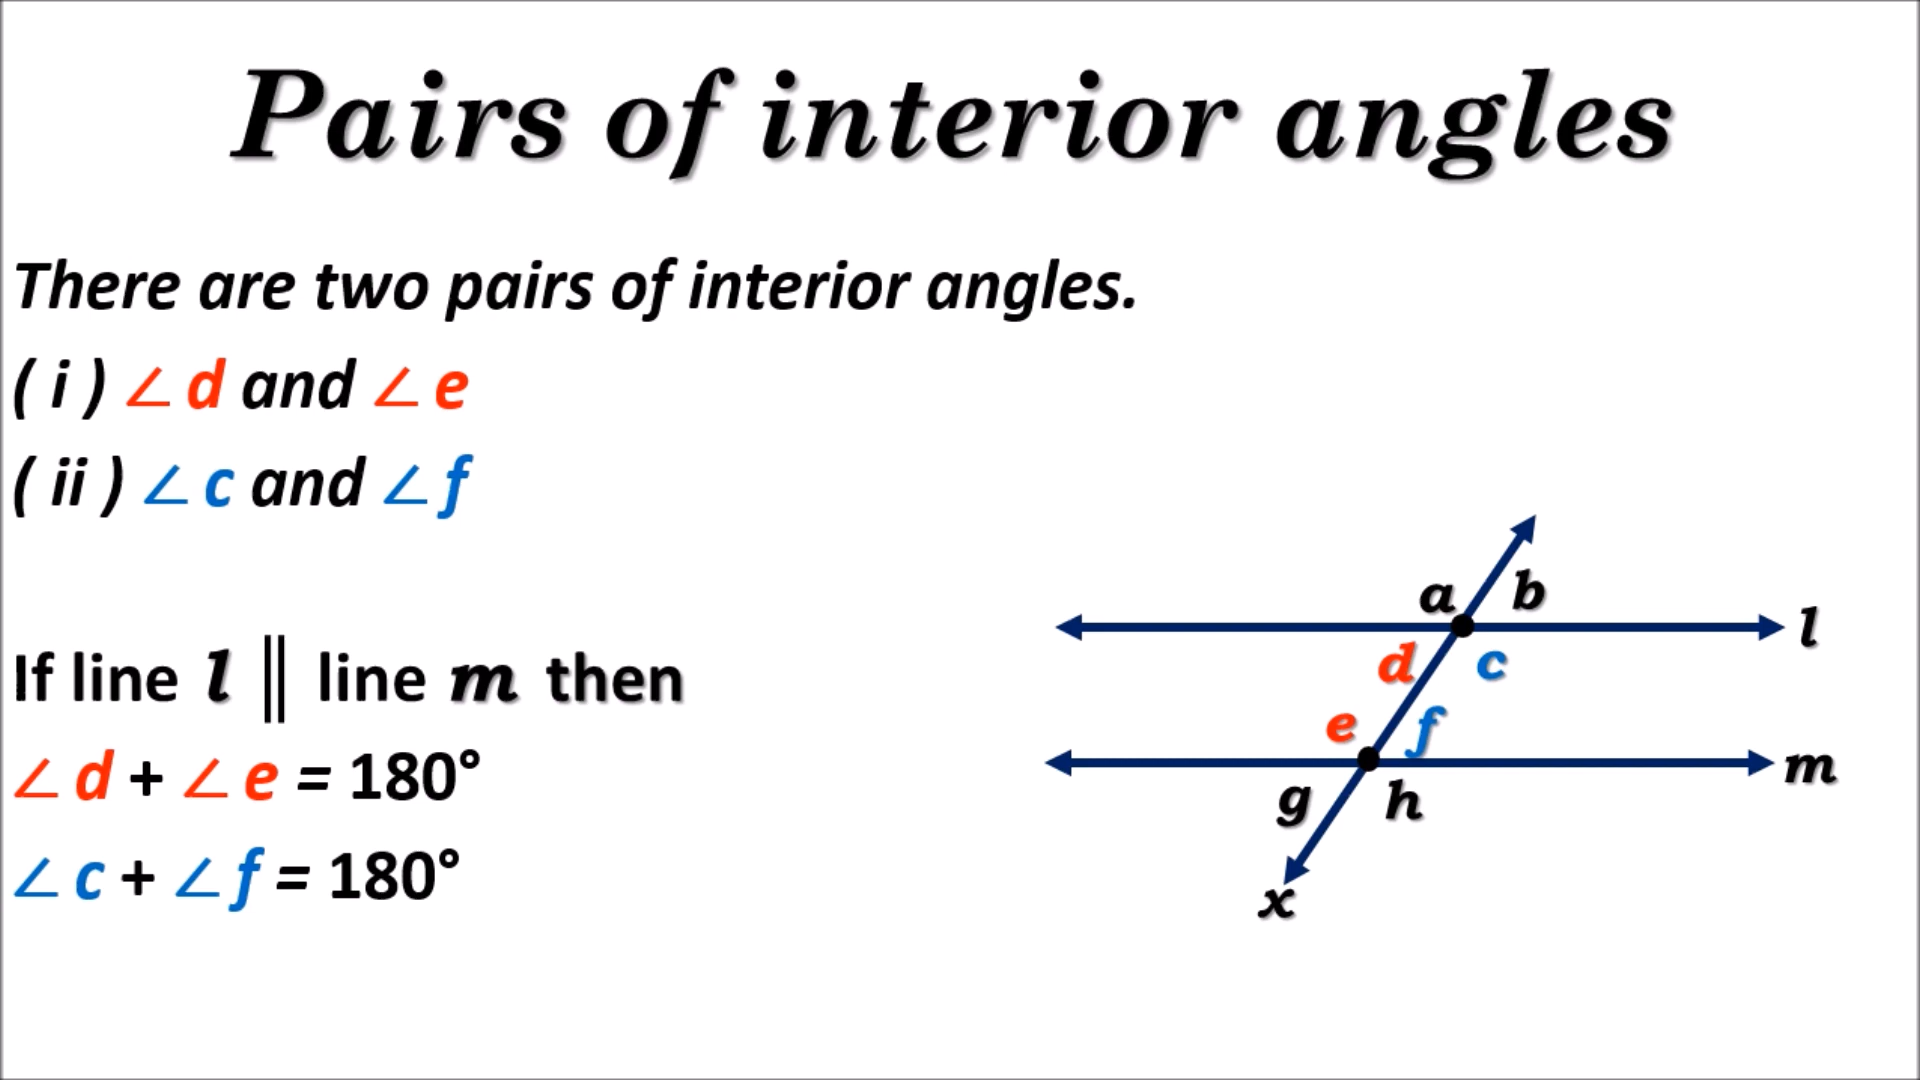 Pairs of interior angles
There are two pairs of interior angles.
( i ) ∠ d and ∠ e
( ii ) ∠ c and ∠ f
If line l ∥ line m then
∠ d + ∠ e = 180°
∠ c + ∠ f = 180°
a b
l
d c
e f
m
g h
x